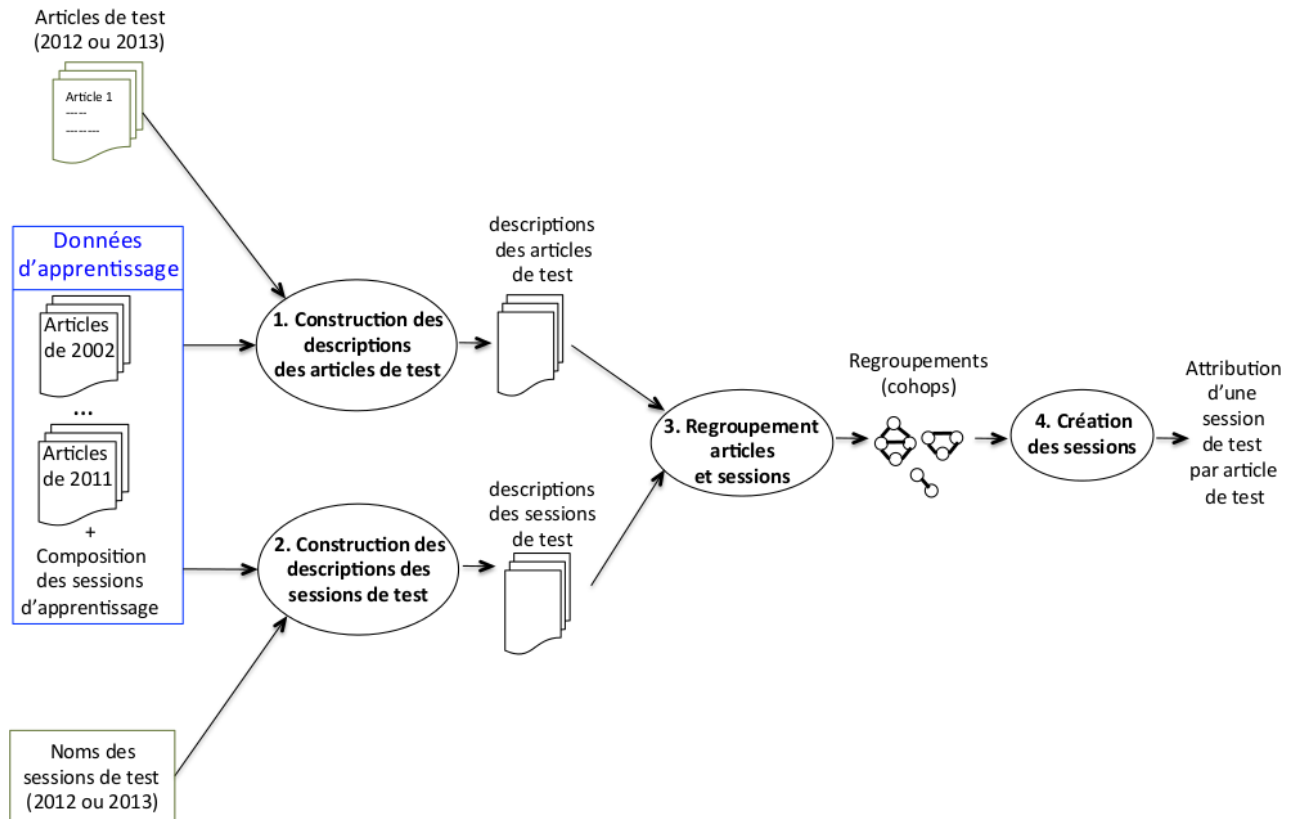 Articles de test
(2012 ou 2013)
Article 1
-----
--------
Données
d'apprentissage
Articles
de 2002
...
Articles
de 2011
+
Composition
des sessions
d'apprentissage
Noms des
sessions de test
(2012 ou 2013)
1. Construction des
descriptions
des articles de test
2. Construction des
descriptions des
sessions de test
descriptions
des articles
de test
descriptions
des sessions
de test
3. Regroupement
articles
et sessions
Regroupements
(cohops)
4. Création
des sessions
Attribution
d'une
session
de test
par article
de test